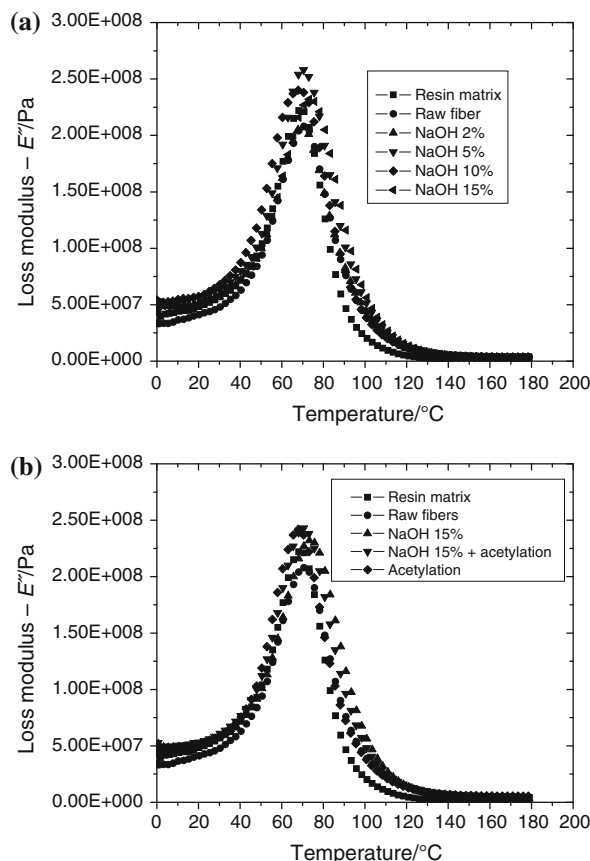 (a)
3.00E+008
2.50E+008
2.00E+008
1.50E+008
1.00E+008
5.00E+007
0.00E+000
Loss modulus – E″/Pa
Resin matrix
Raw fiber
NaOH 2%
NaOH 5%
NaOH 10%
NaOH 15%
0 20 40 60 80 100 120 140 160 180 200
Temperature/°C
(b)
3.00E+008
2.50E+008
2.00E+008
1.50E+008
1.00E+008
5.00E+007
0.00E+000
Loss modulus – E″/Pa
Resin matrix
Raw fibers
NaOH 15%
NaOH 15% + acetylation
Acetylation
0 20 40 60 80 100 120 140 160 180 200
Temperature/°C